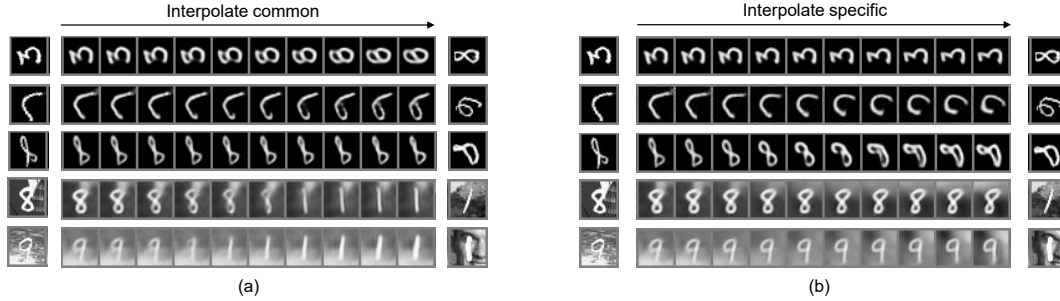 Interpolate common
Interpolate specific
(a)
(b)